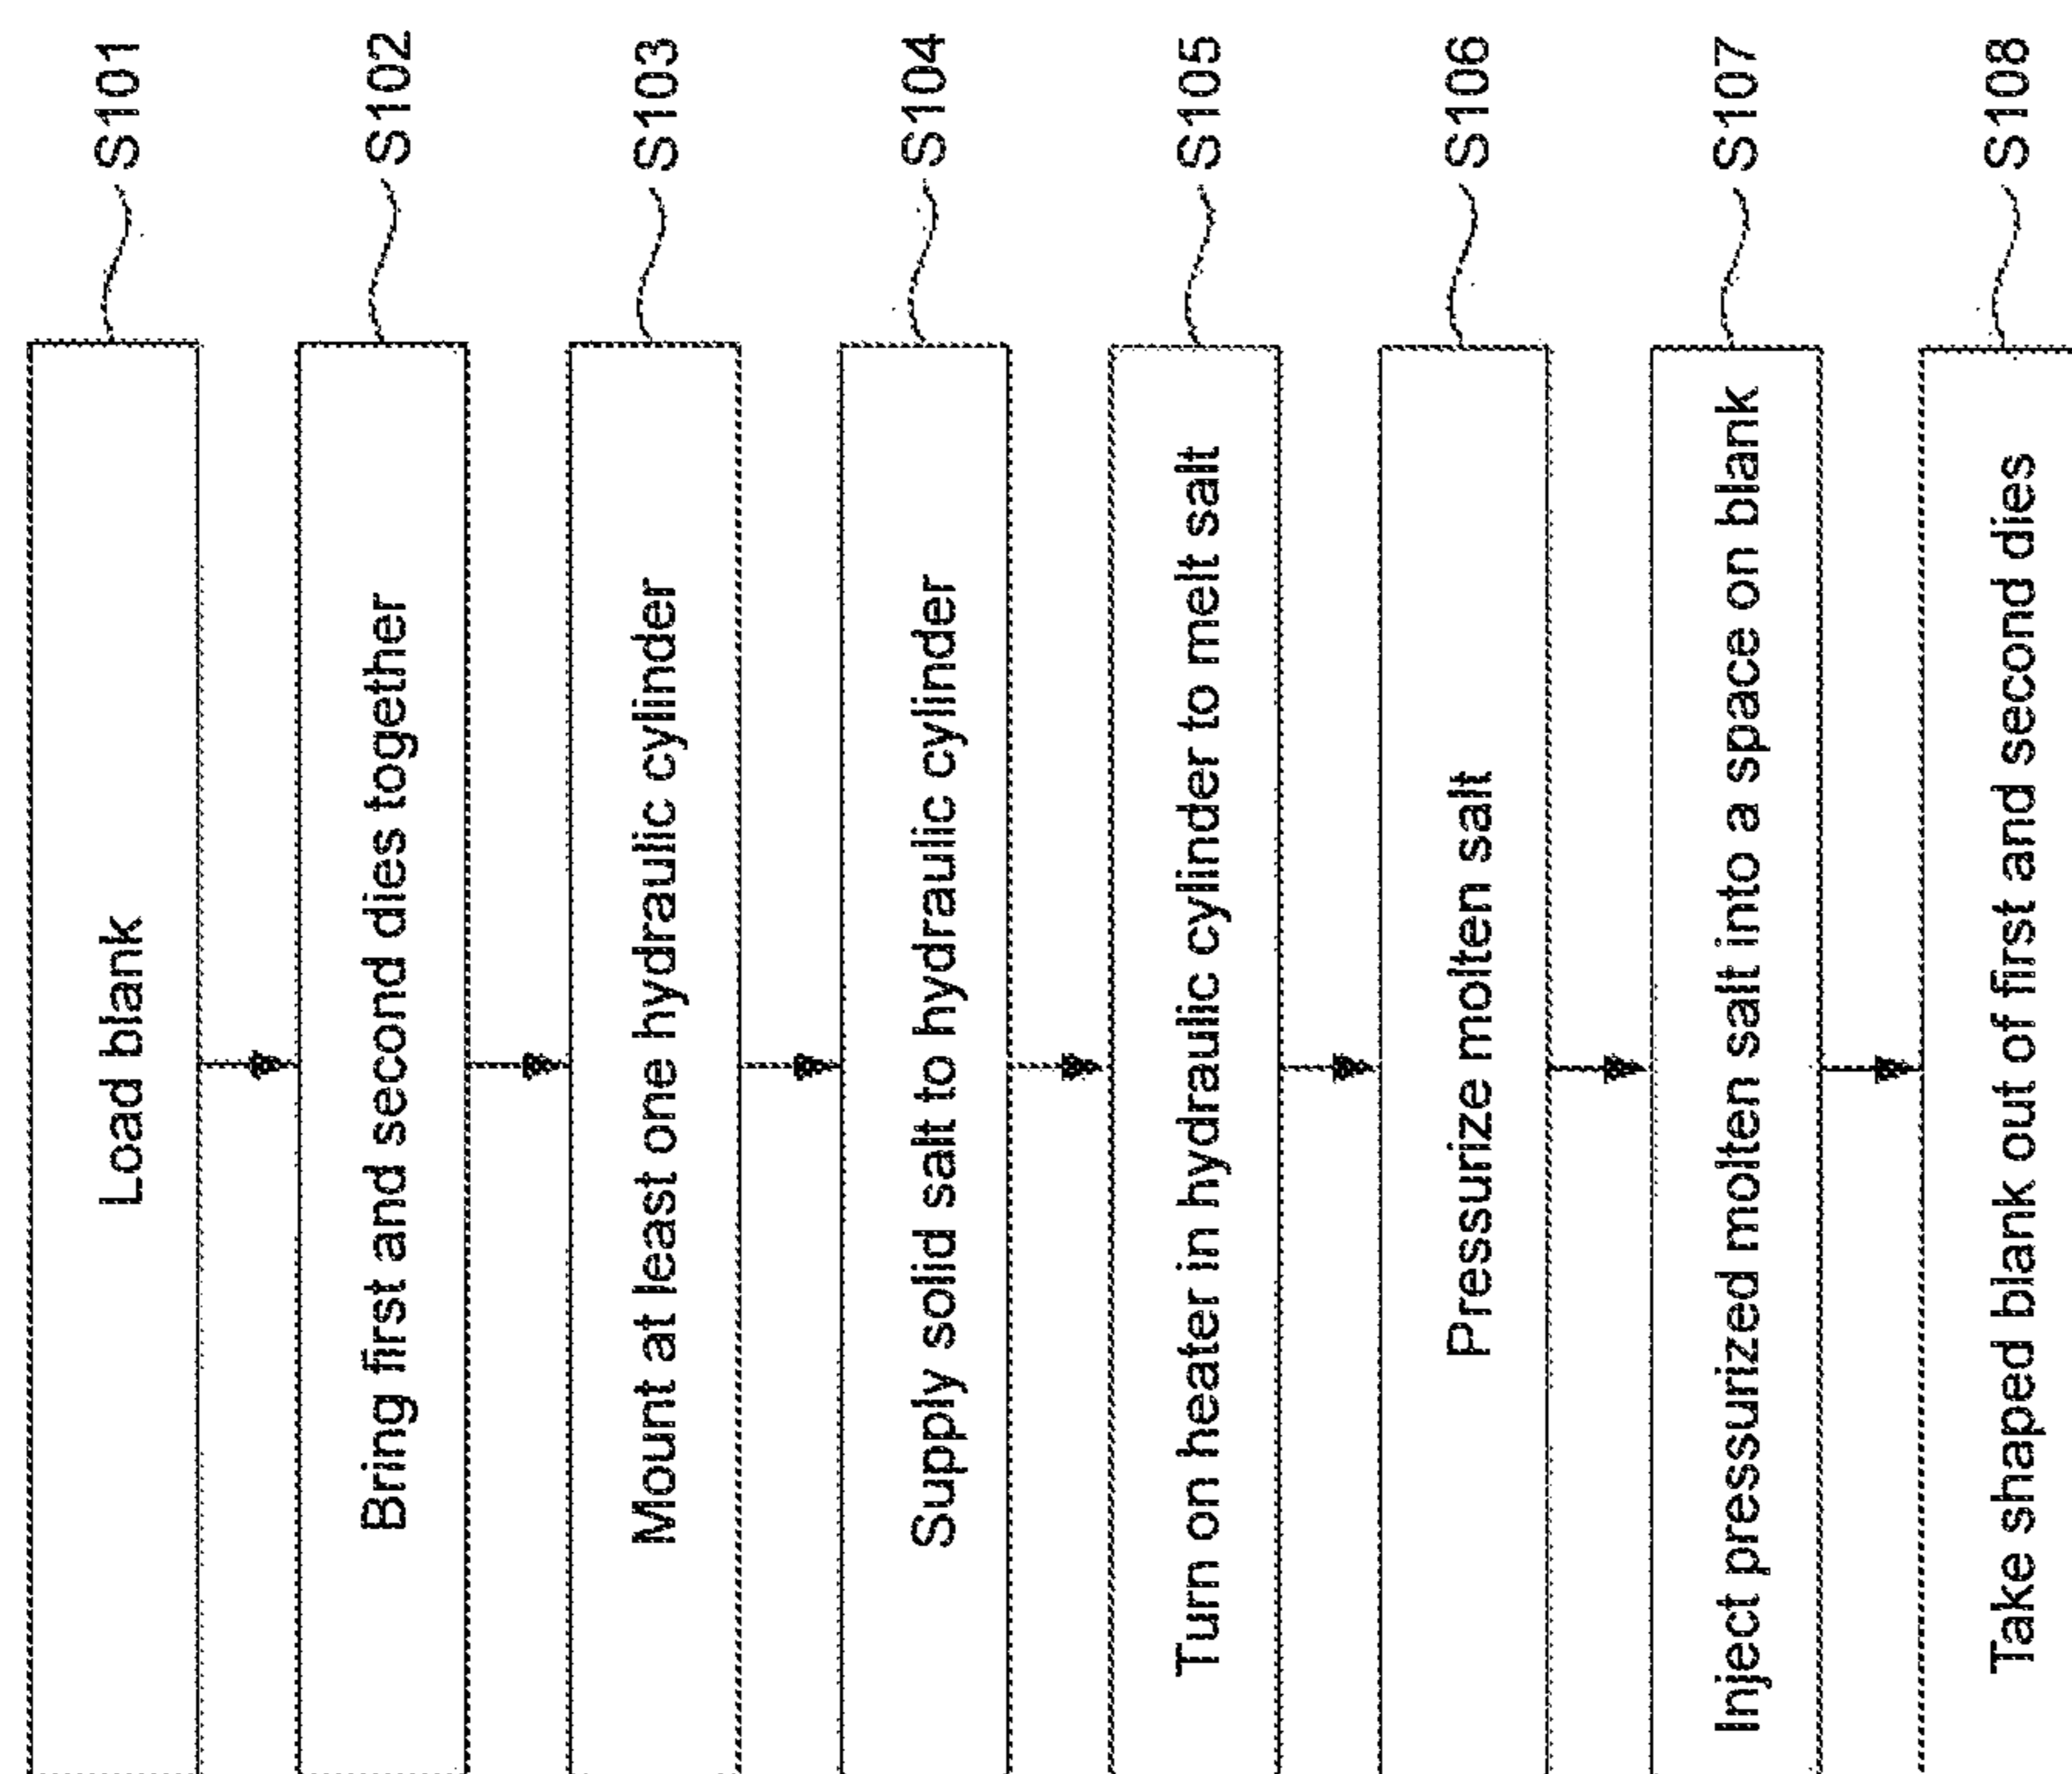 Load blank
S101
Bring first and second dies together
S102
Mount at least one hydraulic cylinder
S103
Supply solid salt to hydraulic cylinder
S104
Turn on heater in hydraulic cylinder to melt salt
S105
Pressurize molten salt
S106
Inject pressurized molten salt into a space on blank
S107
Take shaped blank out of first and second dies
S108